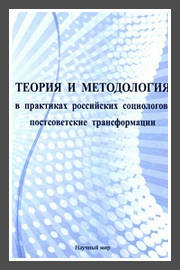 ТЕОРИЯ И МЕТОДОЛОГИЯ
в практиках российских социологов
постсоветские трансформации
Научный мир